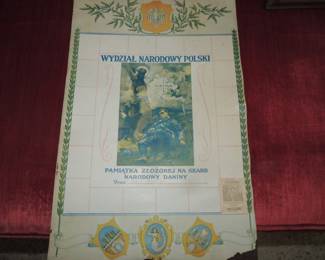 WYDZIAŁ NARODOWY POLSKI
PAMIĄTKA ZŁOŻONEJ NA SKARB
NARODOWY DANINY